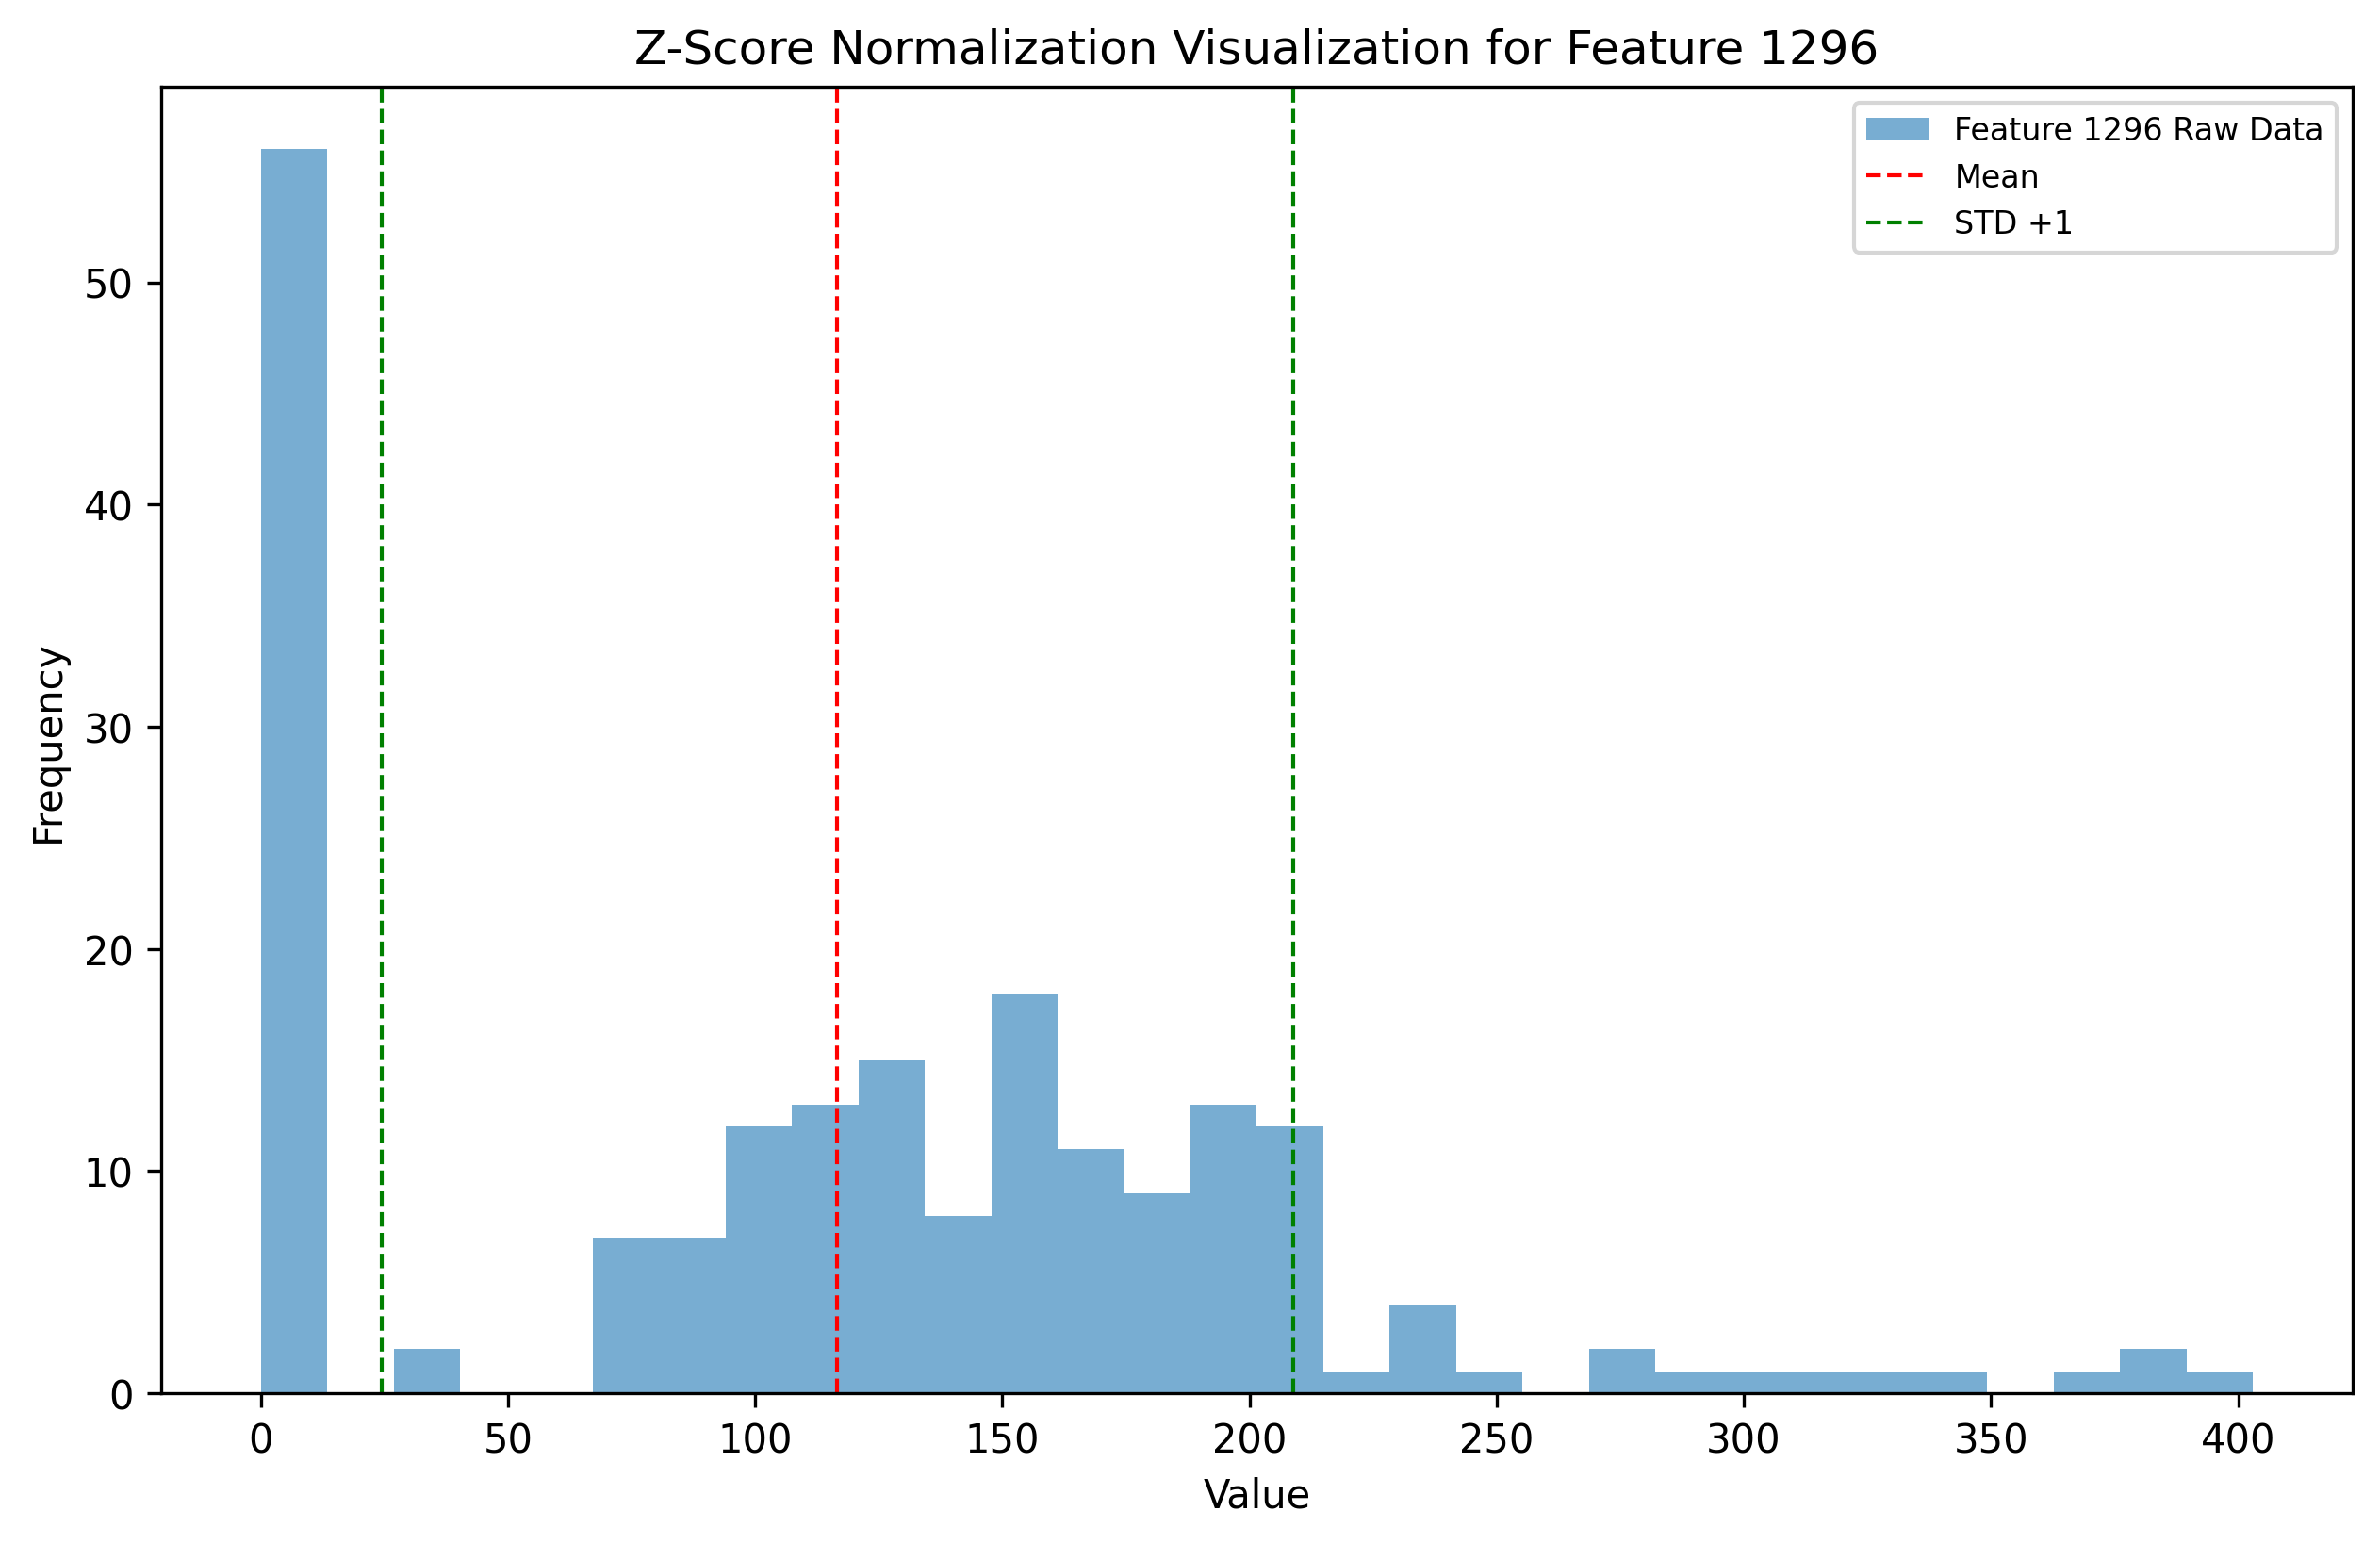 Z-Score Normalization Visualization for Feature 1296
Feature 1296 Raw Data
Mean
STD +1
50
40
30
20
10
0
Frequency
0 50 100 150 200 250 300 350 400
Value